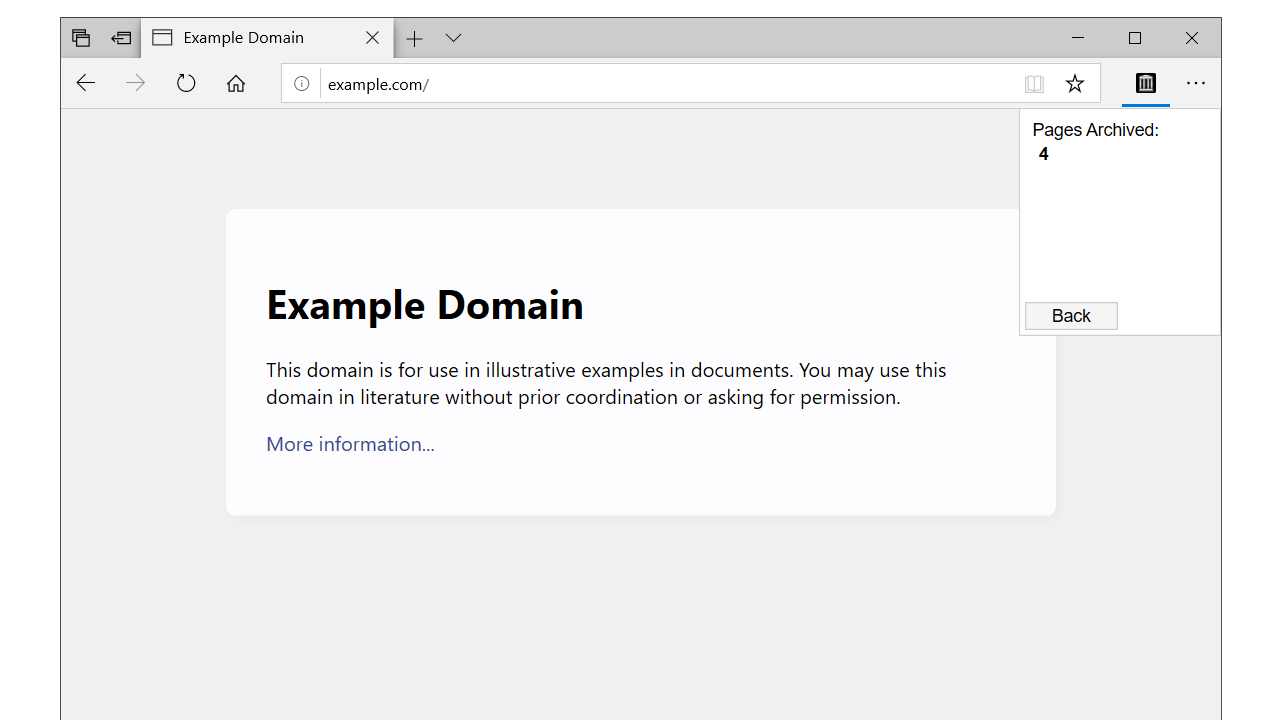 Example Domain
example.com/
Pages Archived:
4
Back
Example Domain
This domain is for use in illustrative examples in documents. You may use this
domain in literature without prior coordination or asking for permission.
More information...